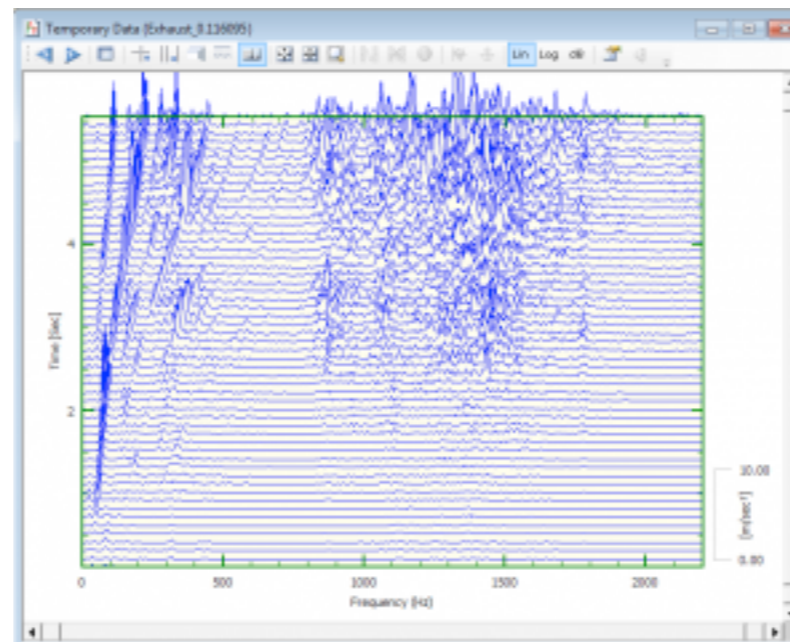 Temporary Data (Exhaust_0.116095)
Lin Log dB
4
2
Time [Sec]
10.00
[m/sec²]
0.00
0 500 1000 1500 2000
Frequency [Hz]